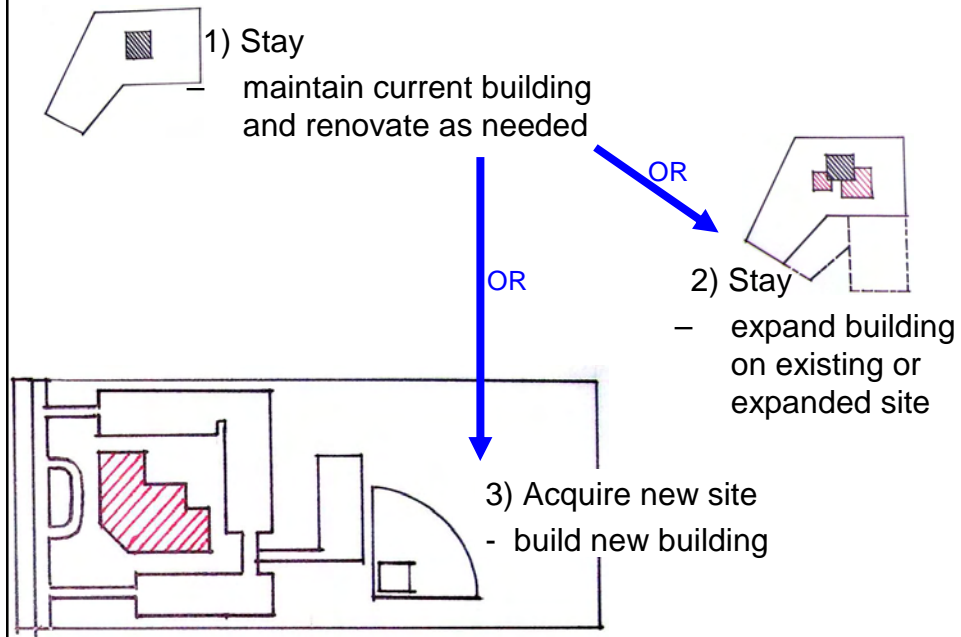 1) Stay
– maintain current building
and renovate as needed
OR
OR
2) Stay
– expand building
on existing or
expanded site
3) Acquire new site
- build new building